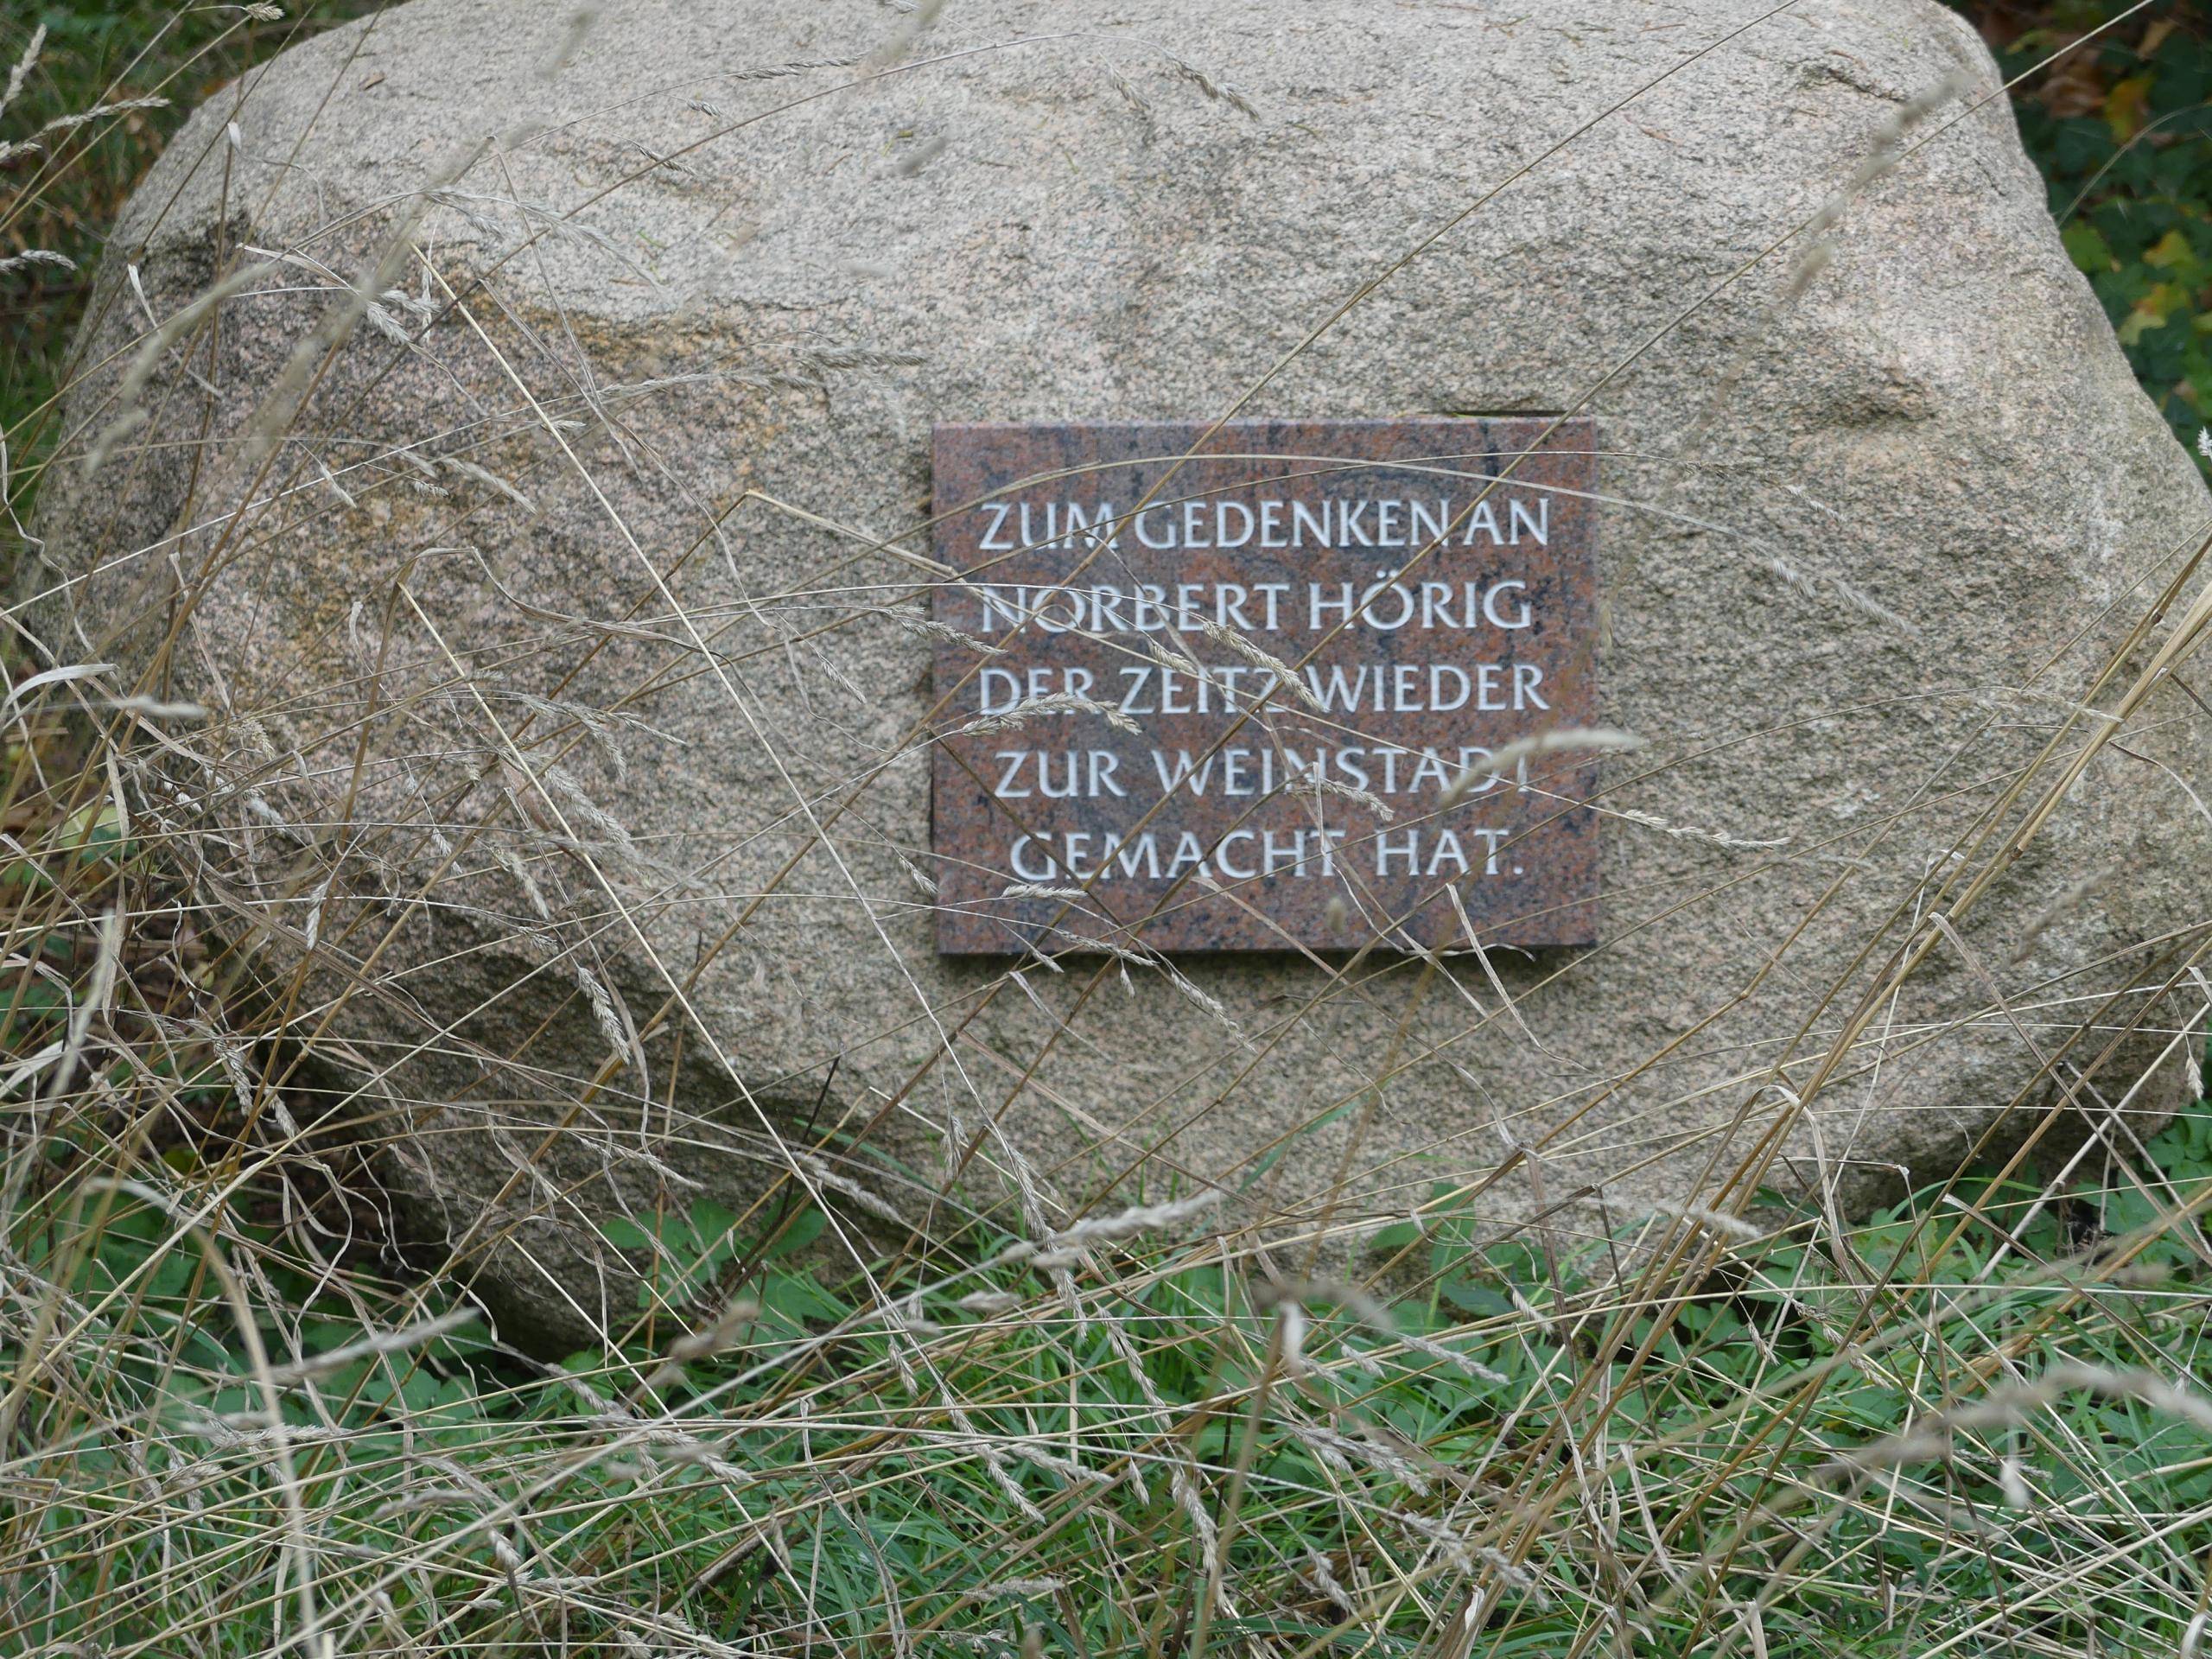 ZUM GEDENKEN AN
NORBERT HÖRIG
DER ZEITZ WIEDER
ZUR WEINSTADT
GEMACHT HAT.